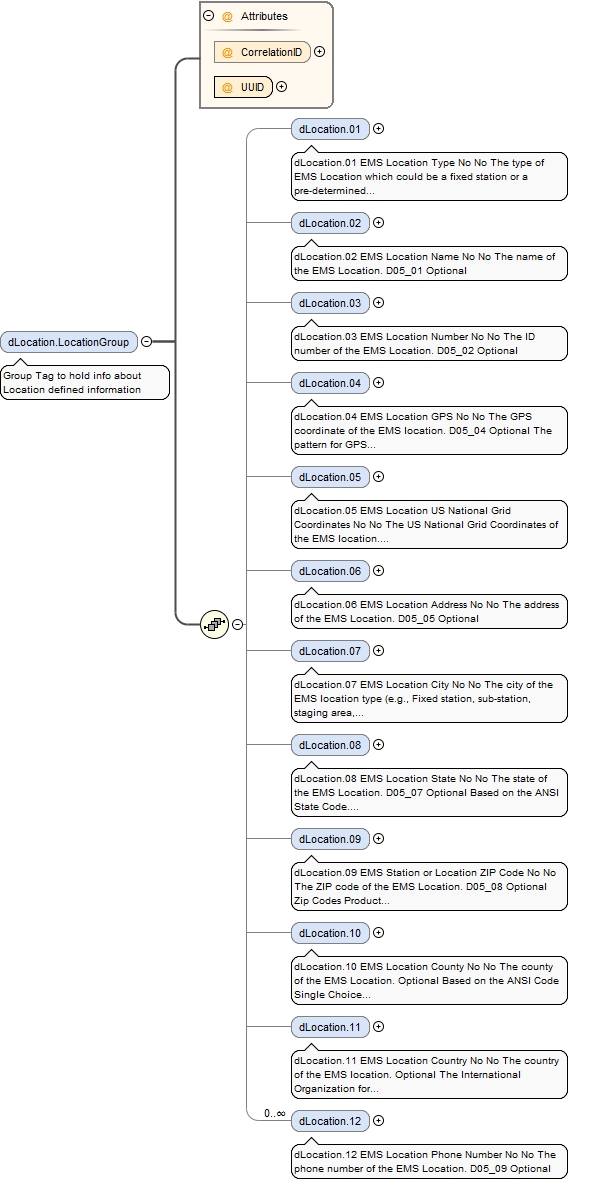 Attributes
@ CorrelationID
@ UUID
dLocation.01
dLocation.01 EMS Location Type No No The type of
EMS Location which could be a fixed station or a
pre-determined...
dLocation.02
dLocation.02 EMS Location Name No No The name of
the EMS Location. D05_01 Optional
dLocation.03
dLocation.03 EMS Location Number No No The ID
number of the EMS Location. D05_02 Optional
dLocation.LocationGroup
Group Tag to hold info about
Location defined information
dLocation.04
dLocation.04 EMS Location GPS No No The GPS
coordinate of the EMS location. D05_04 Optional The
pattern for GPS...
dLocation.05
dLocation.05 EMS Location US National Grid
Coordinates No No The US National Grid Coordinates of
the EMS location....
dLocation.06
dLocation.06 EMS Location Address No No The address
of the EMS Location. D05_05 Optional
dLocation.07
dLocation.07 EMS Location City No No The city of the
EMS location type (e.g., Fixed station, sub-station,
staging area,...
dLocation.08
dLocation.08 EMS Location State No No The state of
the EMS Location. D05_07 Optional Based on the ANSI
State Code....
dLocation.09
dLocation.09 EMS Station or Location ZIP Code No No
The ZIP code of the EMS Location. D05_08 Optional
Zip Codes Product...
dLocation.10
dLocation.10 EMS Location County No No The county
of the EMS Location. Optional Based on the ANSI Code
Single Choice...
dLocation.11
dLocation.11 EMS Location Country No No The country
of the EMS location. Optional The International
Organization for...
0..∞
dLocation.12
dLocation.12 EMS Location Phone Number No No The
phone number of the EMS Location. D05_09 Optional